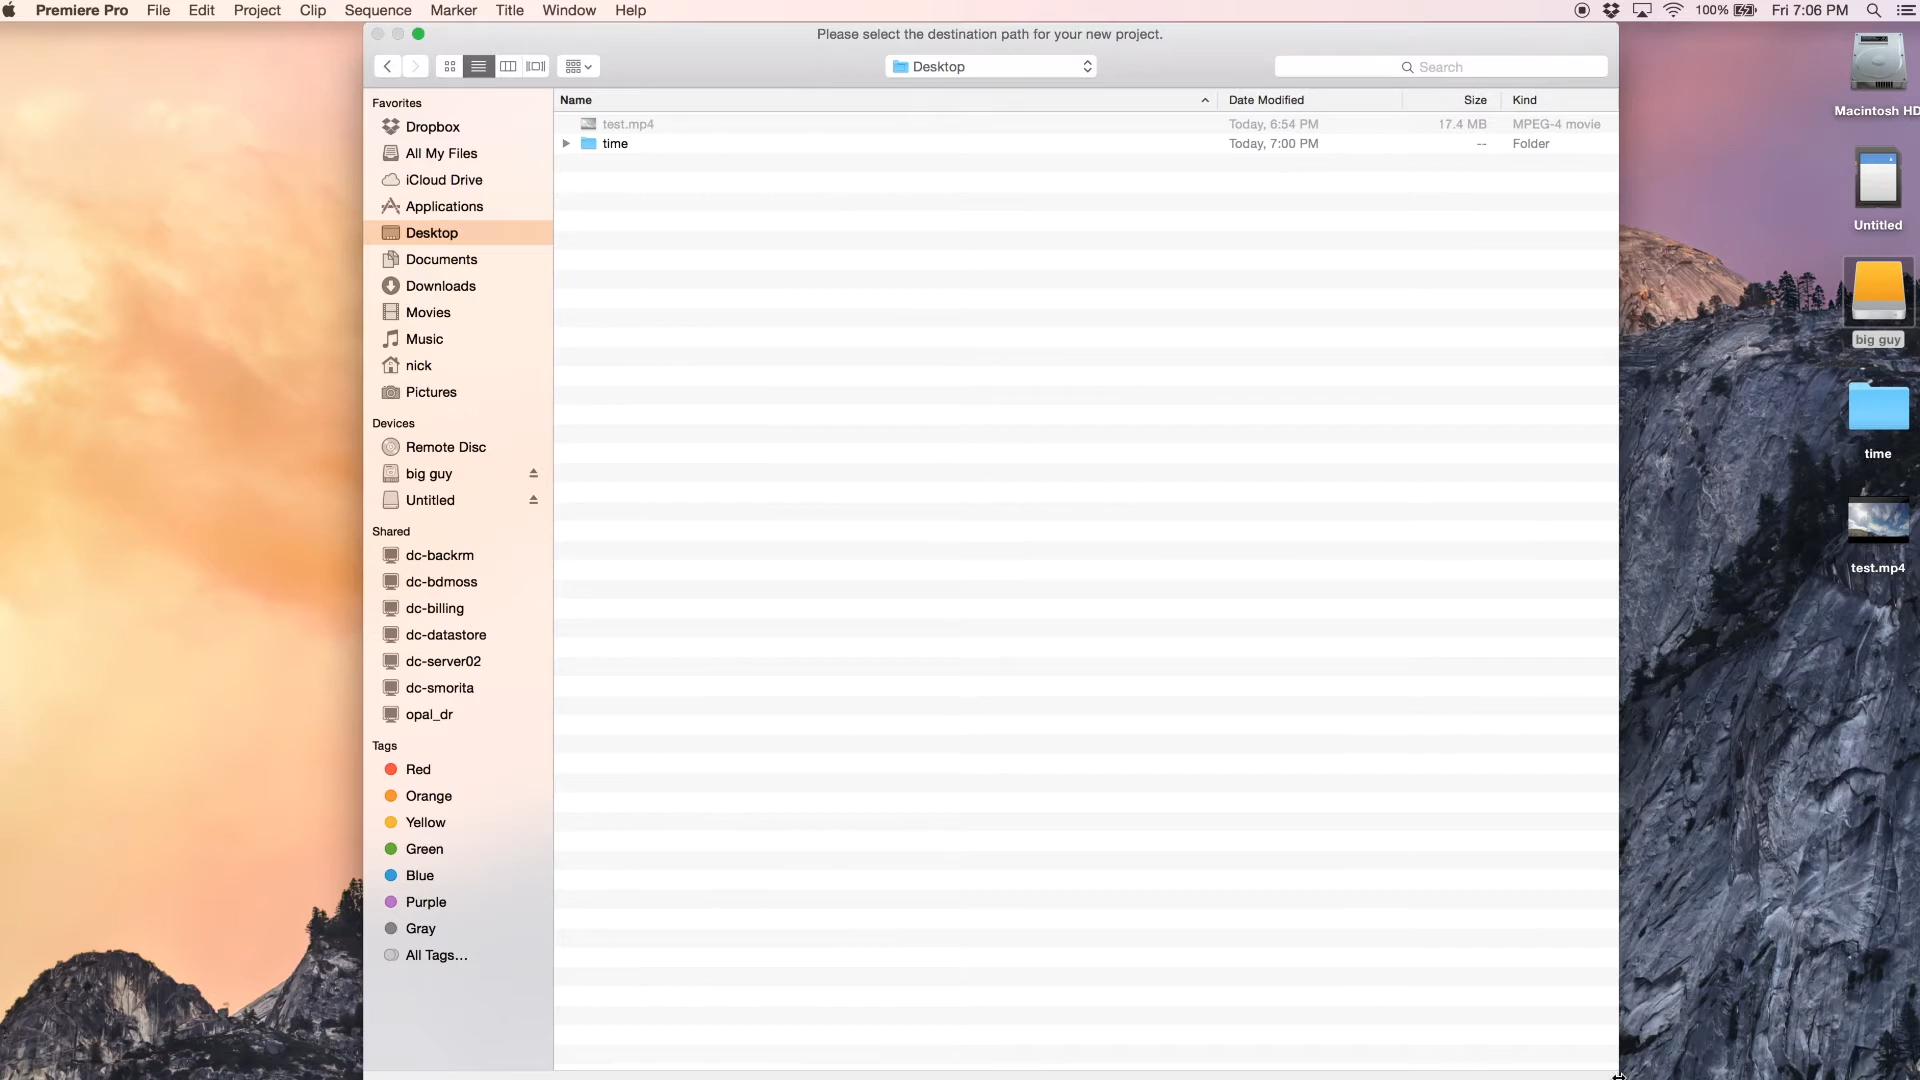 Premiere Pro File Edit Project Clip Sequence Marker Title Window Help 100% Fri 7:06 PM
Please select the destination path for your new project.
Desktop Search
Favorites
Dropbox
All My Files
iCloud Drive
Applications
Desktop
Documents
Downloads
Movies
Music
nick
Pictures
Devices
Remote Disc
big guy
Untitled
Shared
dc-backrm
dc-bdmoss
dc-billing
dc-datastore
dc-server02
dc-smorita
opal_dr
Tags
Red
Orange
Yellow
Green
Blue
Purple
Gray
All Tags...
Name Date Modified Size Kind
test.mp4 Today, 6:54 PM 17.4 MB MPEG-4 movie
time Today, 7:00 PM -- Folder
Macintosh HD
Untitled
big guy
time
test.mp4